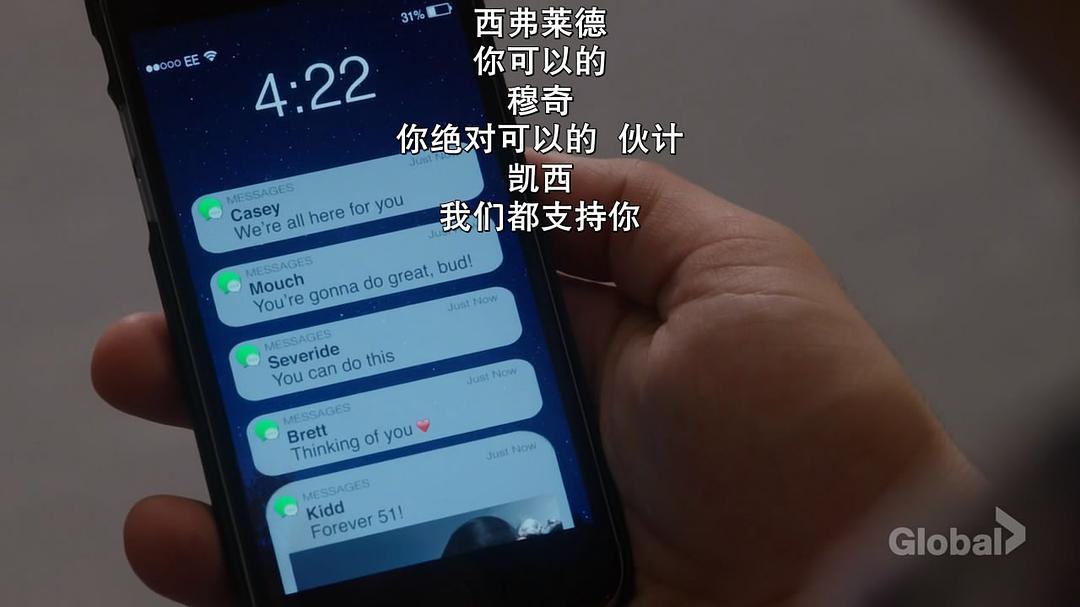 西弗莱德
你可以的
穆奇
你绝对可以的 伙计
凯西
我们都支持你
31%
●●○○○ EE
4:22
MESSAGES
Just Now
Casey
We're all here for you
MESSAGES
Just
Mouch
You're gonna do great, bud!
MESSAGES
Just Now
Severide
You can do this
MESSAGES
Just Now
Brett
Thinking of you ❤️
MESSAGES
Just Now
Kidd
Forever 51!
Global